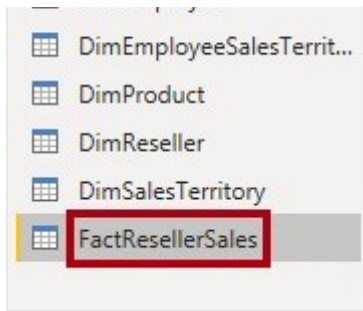 DimEmployeeSalesTerrit...
DimProduct
DimReseller
DimSalesTerritory
FactResellerSales